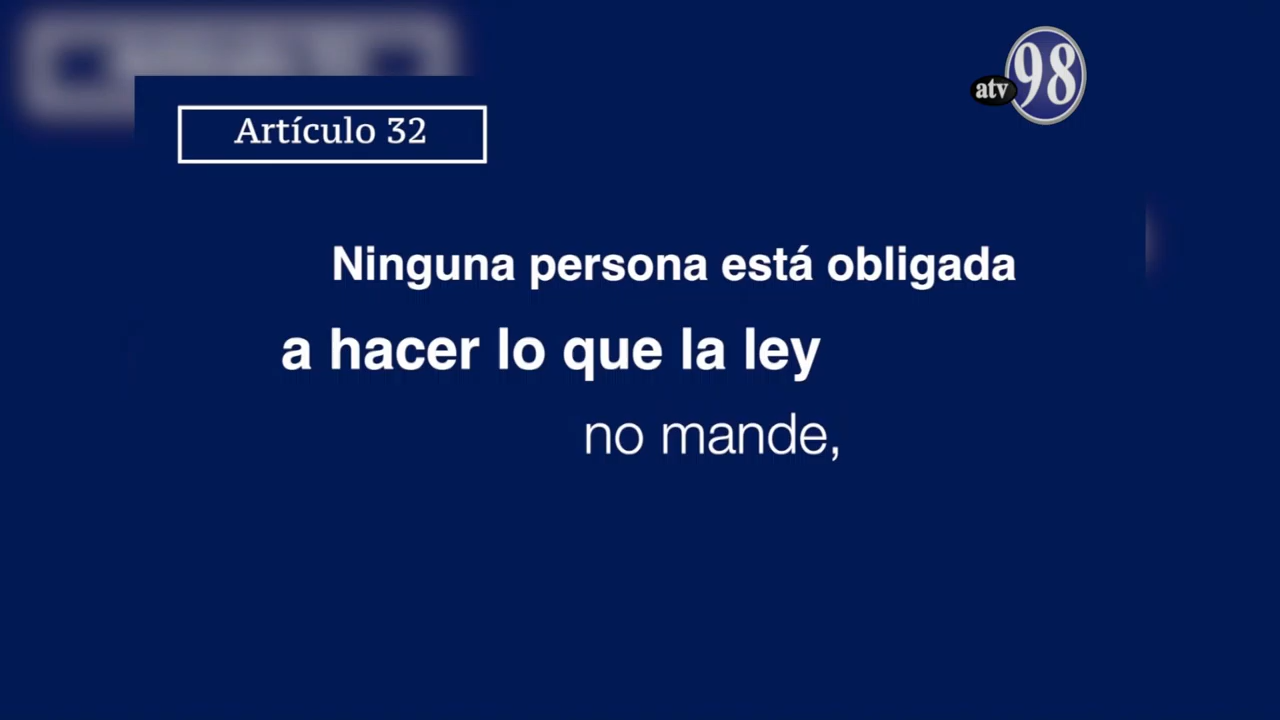 atv 98
Artículo 32
Ninguna persona está obligada
a hacer lo que la ley
no mande,